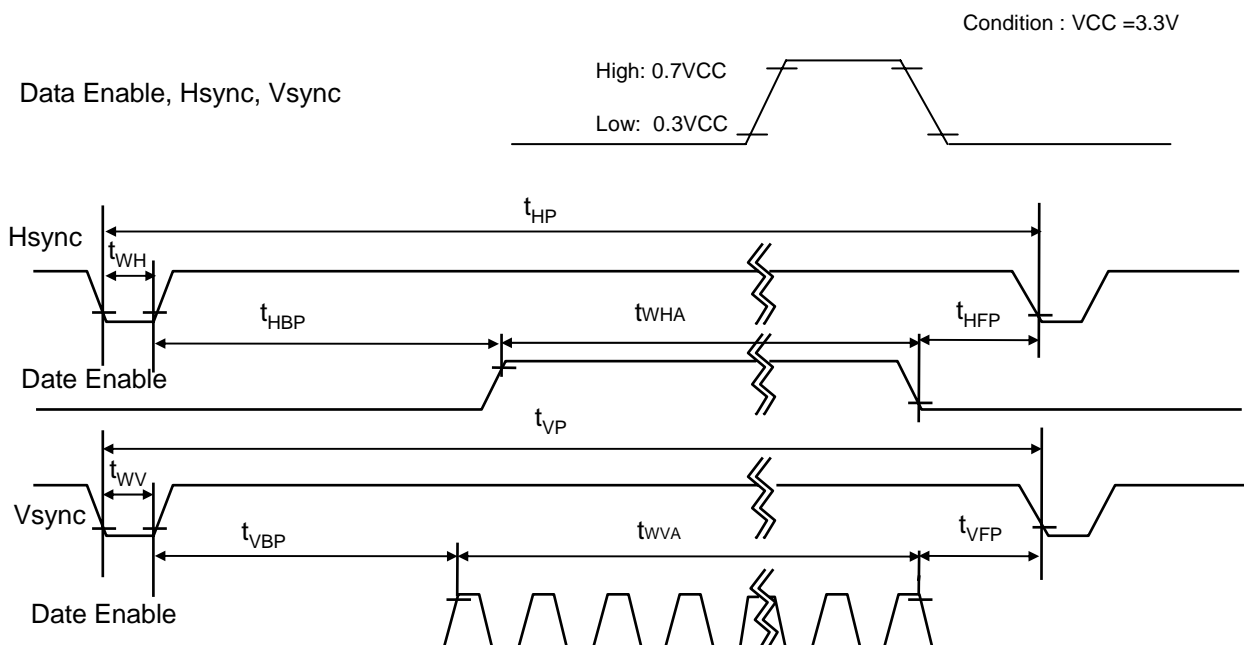 Condition : VCC =3.3V
High: 0.7VCC
Data Enable, Hsync, Vsync
Low: 0.3VCC
tHP
Hsync
tWH
tHBP
tWHA
tHFP
Date Enable
tVP
tWV
Vsync
tVBP
tWVA
tVFP
Date Enable